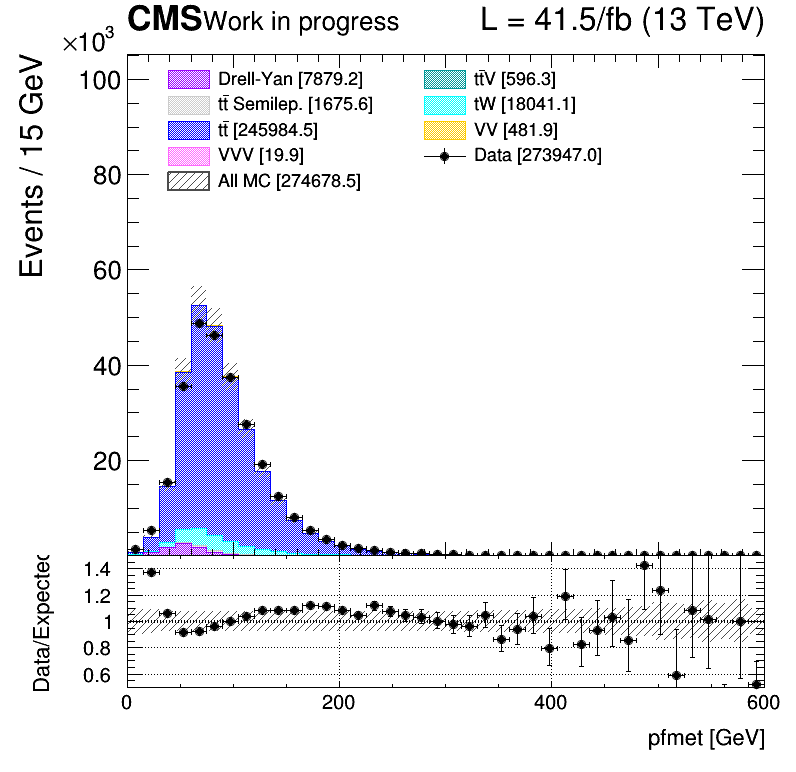 CMS Work in progress L = 41.5/fb (13 TeV)
×10³
Events / 15 GeV
100
80
60
40
20
Drell-Yan [7879.2]
tt̄ Semilep. [1675.6]
tt̄ [245984.5]
VVV [19.9]
All MC [274678.5]
tt̄V [596.3]
tW [18041.1]
VV [481.9]
Data [273947.0]
Data/Expected
1.4
1.2
1
0.8
0.6
0 200 400 600
pfmet [GeV]